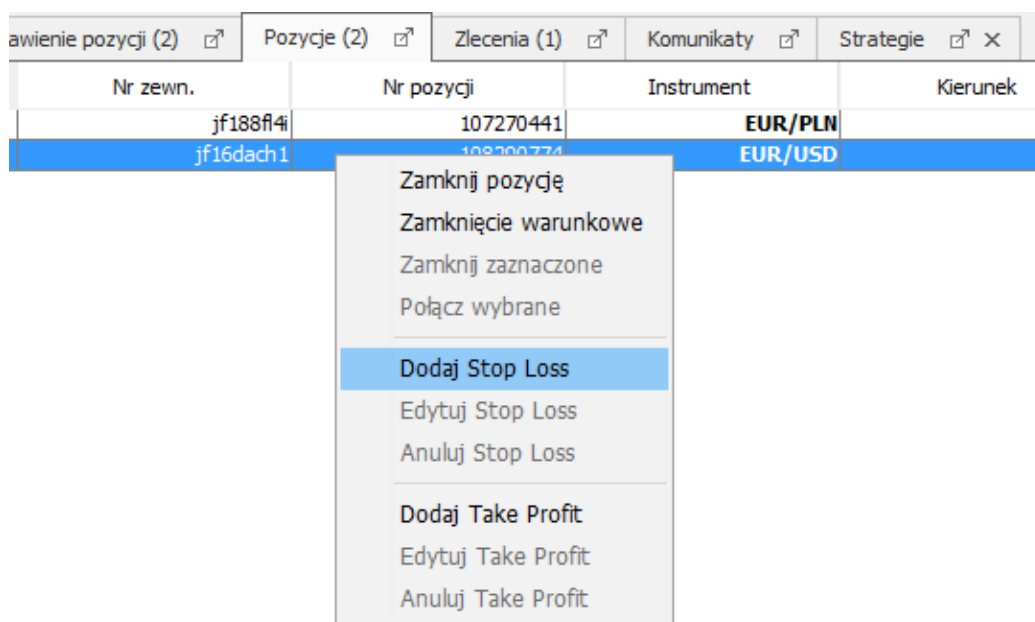 awienie pozycji (2) Pozycje (2) Zlecenia (1) Komunikaty Strategie
Nr zewn. Nr pozycji Instrument Kierunek
jf188fl4i 107270441 EUR/PLN
jf16dach1 108290774 EUR/USD
Zamknij pozycję
Zamknięcie warunkowe
Zamknij zaznaczone
Połącz wybrane
Dodaj Stop Loss
Edytuj Stop Loss
Anuluj Stop Loss
Dodaj Take Profit
Edytuj Take Profit
Anuluj Take Profit